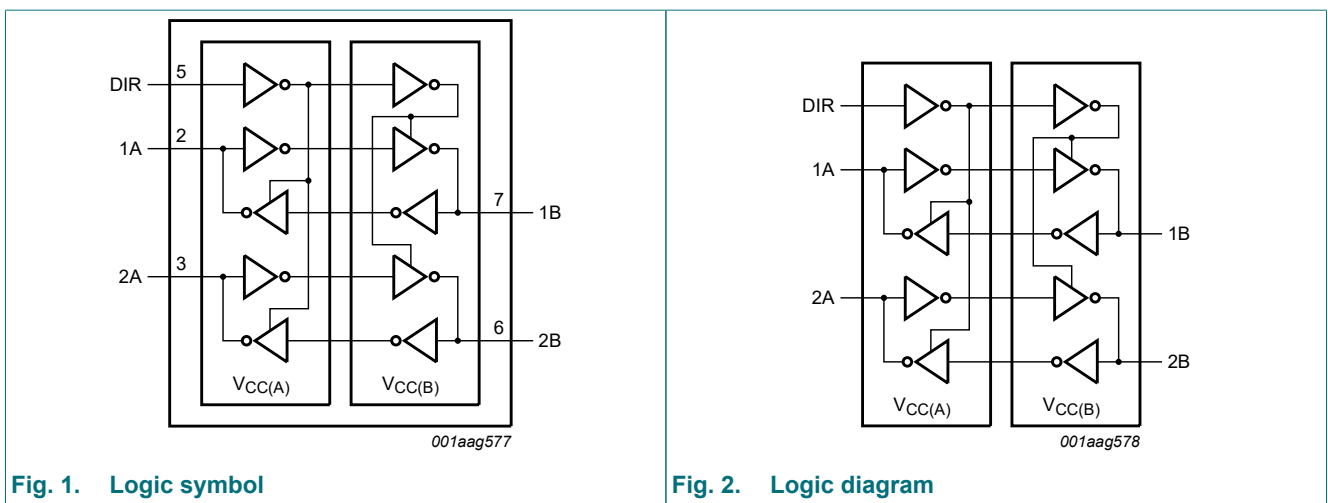 DIR
5
1A
2
7
1B
2A
3
6
2B
VCC(A)
VCC(B)
001aag577
Fig. 1. Logic symbol
DIR
1A
1B
2A
2B
VCC(A)
VCC(B)
001aag578
Fig. 2. Logic diagram